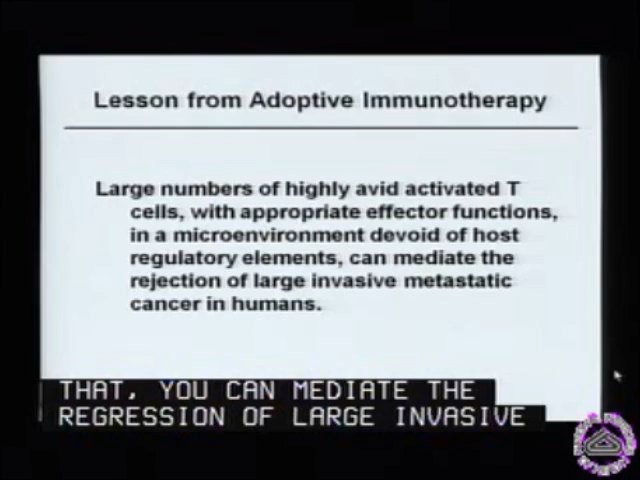 Lesson from Adoptive Immunotherapy
Large numbers of highly avid activated T
cells, with appropriate effector functions,
in a microenvironment devoid of host
regulatory elements, can mediate the
rejection of large invasive metastatic
cancer in humans.
THAT, YOU CAN MEDIATE THE
REGRESSION OF LARGE INVASIVE